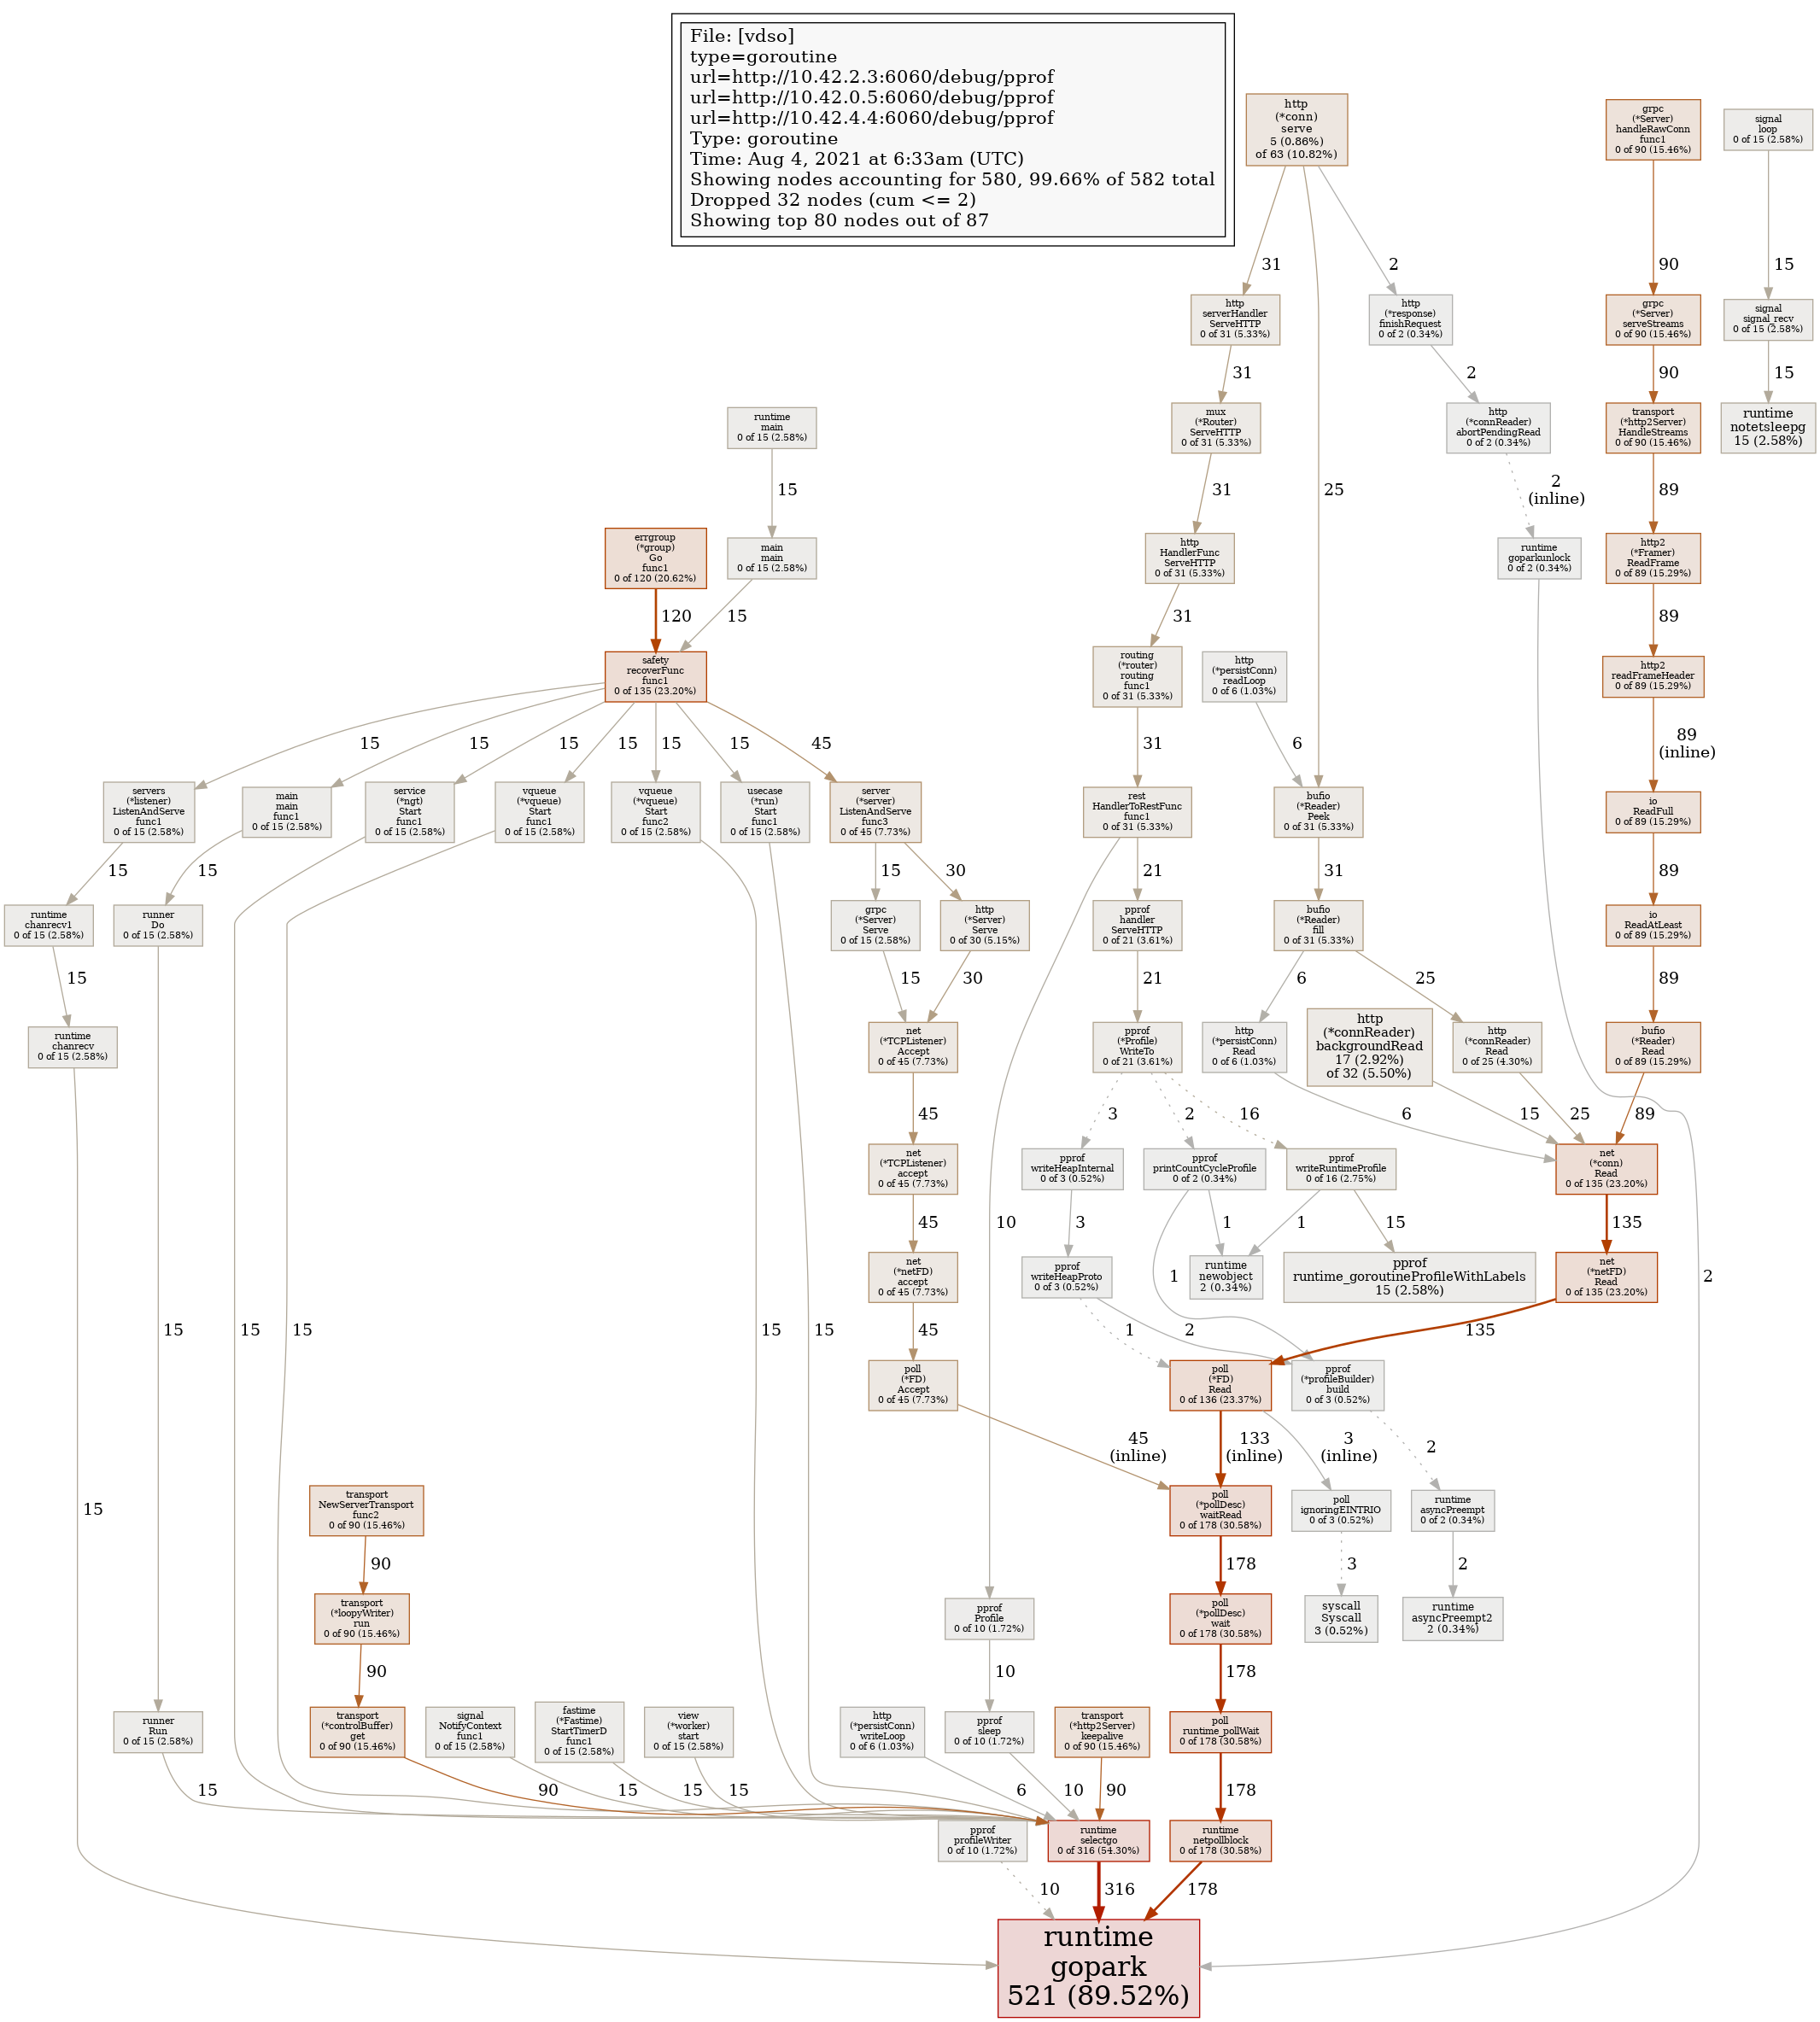 File: [vdso]
type=goroutine
url=http://10.42.2.3:6060/debug/pprof
url=http://10.42.0.5:6060/debug/pprof
url=http://10.42.4.4:6060/debug/pprof
Type: goroutine
Time: Aug 4, 2021 at 6:33am (UTC)
Showing nodes accounting for 580, 99.66% of 582 total
Dropped 32 nodes (cum <= 2)
Showing top 80 nodes out of 87
http
(*conn)
serve
5 (0.86%)
of 63 (10.82%)
grpc
(*Server)
handleRawConn
func1
0 of 90 (15.46%)
signal
loop
0 of 15 (2.58%)
31
25
2
90
15
http
serverHandler
ServeHTTP
0 of 31 (5.33%)
http
(*response)
finishRequest
0 of 2 (0.34%)
grpc
(*Server)
serveStreams
0 of 90 (15.46%)
signal
signal_recv
0 of 15 (2.58%)
31
2
90
15
runtime
main
0 of 15 (2.58%)
mux
(*Router)
ServeHTTP
0 of 31 (5.33%)
http
(*connReader)
abortPendingRead
0 of 2 (0.34%)
transport
(*http2Server)
HandleStreams
0 of 90 (15.46%)
runtime
notetsleepg
15 (2.58%)
15
31
2
(inline)
89
errgroup
(*group)
Go
func1
0 of 120 (20.62%)
main
main
0 of 15 (2.58%)
http
HandlerFunc
ServeHTTP
0 of 31 (5.33%)
runtime
goparkunlock
0 of 2 (0.34%)
http2
(*Framer)
ReadFrame
0 of 89 (15.29%)
120
15
31
89
safety
recoverFunc
func1
0 of 135 (23.20%)
routing
(*router)
routing
func1
0 of 31 (5.33%)
http
(*persistConn)
readLoop
0 of 6 (1.03%)
http2
readFrameHeader
0 of 89 (15.29%)
15
15
15
15
15
15
45
31
6
89
(inline)
servers
(*listener)
ListenAndServe
func1
0 of 15 (2.58%)
main
main
func1
0 of 15 (2.58%)
service
(*ngt)
Start
func1
0 of 15 (2.58%)
vqueue
(*vqueue)
Start
func1
0 of 15 (2.58%)
vqueue
(*vqueue)
Start
func2
0 of 15 (2.58%)
usecase
(*run)
Start
func1
0 of 15 (2.58%)
server
(*server)
ListenAndServe
func3
0 of 45 (7.73%)
rest
HandlerToRestFunc
func1
0 of 31 (5.33%)
bufio
(*Reader)
Peek
0 of 31 (5.33%)
io
ReadFull
0 of 89 (15.29%)
15
15
15
30
21
31
89
runtime
chanrecv1
0 of 15 (2.58%)
runner
Do
0 of 15 (2.58%)
grpc
(*Server)
Serve
0 of 15 (2.58%)
http
(*Server)
Serve
0 of 30 (5.15%)
pprof
handler
ServeHTTP
0 of 21 (3.61%)
bufio
(*Reader)
fill
0 of 31 (5.33%)
io
ReadAtLeast
0 of 89 (15.29%)
15
15
30
21
6
25
89
runtime
chanrecv
0 of 15 (2.58%)
net
(*TCPListener)
Accept
0 of 45 (7.73%)
pprof
(*Profile)
WriteTo
0 of 21 (3.61%)
http
(*persistConn)
Read
0 of 6 (1.03%)
http
(*connReader)
backgroundRead
17 (2.92%)
of 32 (5.50%)
http
(*connReader)
Read
0 of 25 (4.30%)
bufio
(*Reader)
Read
0 of 89 (15.29%)
45
3
2
16
6
15
25
89
net
(*TCPListener)
accept
0 of 45 (7.73%)
pprof
writeHeapInternal
0 of 3 (0.52%)
pprof
printCountCycleProfile
0 of 2 (0.34%)
pprof
writeRuntimeProfile
0 of 16 (2.75%)
net
(*conn)
Read
0 of 135 (23.20%)
45
10
3
1
1
15
135
net
(*netFD)
accept
0 of 45 (7.73%)
pprof
writeHeapProto
0 of 3 (0.52%)
1
runtime
newobject
2 (0.34%)
pprof
runtime_goroutineProfileWithLabels
15 (2.58%)
net
(*netFD)
Read
0 of 135 (23.20%)
2
15
15
15
15
15
45
1
2
135
poll
(*FD)
Accept
0 of 45 (7.73%)
poll
(*FD)
Read
0 of 136 (23.37%)
pprof
(*profileBuilder)
build
0 of 3 (0.52%)
45
(inline)
133
(inline)
3
(inline)
2
15
transport
NewServerTransport
func2
0 of 90 (15.46%)
poll
(*pollDesc)
waitRead
0 of 178 (30.58%)
poll
ignoringEINTRIO
0 of 3 (0.52%)
runtime
asyncPreempt
0 of 2 (0.34%)
90
178
3
2
transport
(*loopyWriter)
run
0 of 90 (15.46%)
pprof
Profile
0 of 10 (1.72%)
poll
(*pollDesc)
wait
0 of 178 (30.58%)
syscall
Syscall
3 (0.52%)
runtime
asyncPreempt2
2 (0.34%)
90
10
178
runner
Run
0 of 15 (2.58%)
transport
(*controlBuffer)
get
0 of 90 (15.46%)
signal
NotifyContext
func1
0 of 15 (2.58%)
fastime
(*Fastime)
StartTimerD
func1
0 of 15 (2.58%)
view
(*worker)
start
0 of 15 (2.58%)
http
(*persistConn)
writeLoop
0 of 6 (1.03%)
pprof
sleep
0 of 10 (1.72%)
transport
(*http2Server)
keepalive
0 of 90 (15.46%)
poll
runtime_pollWait
0 of 178 (30.58%)
15
90
15
15
15
6
10
90
178
pprof
profileWriter
0 of 10 (1.72%)
runtime
selectgo
0 of 316 (54.30%)
runtime
netpollblock
0 of 178 (30.58%)
10
316
178
runtime
gopark
521 (89.52%)